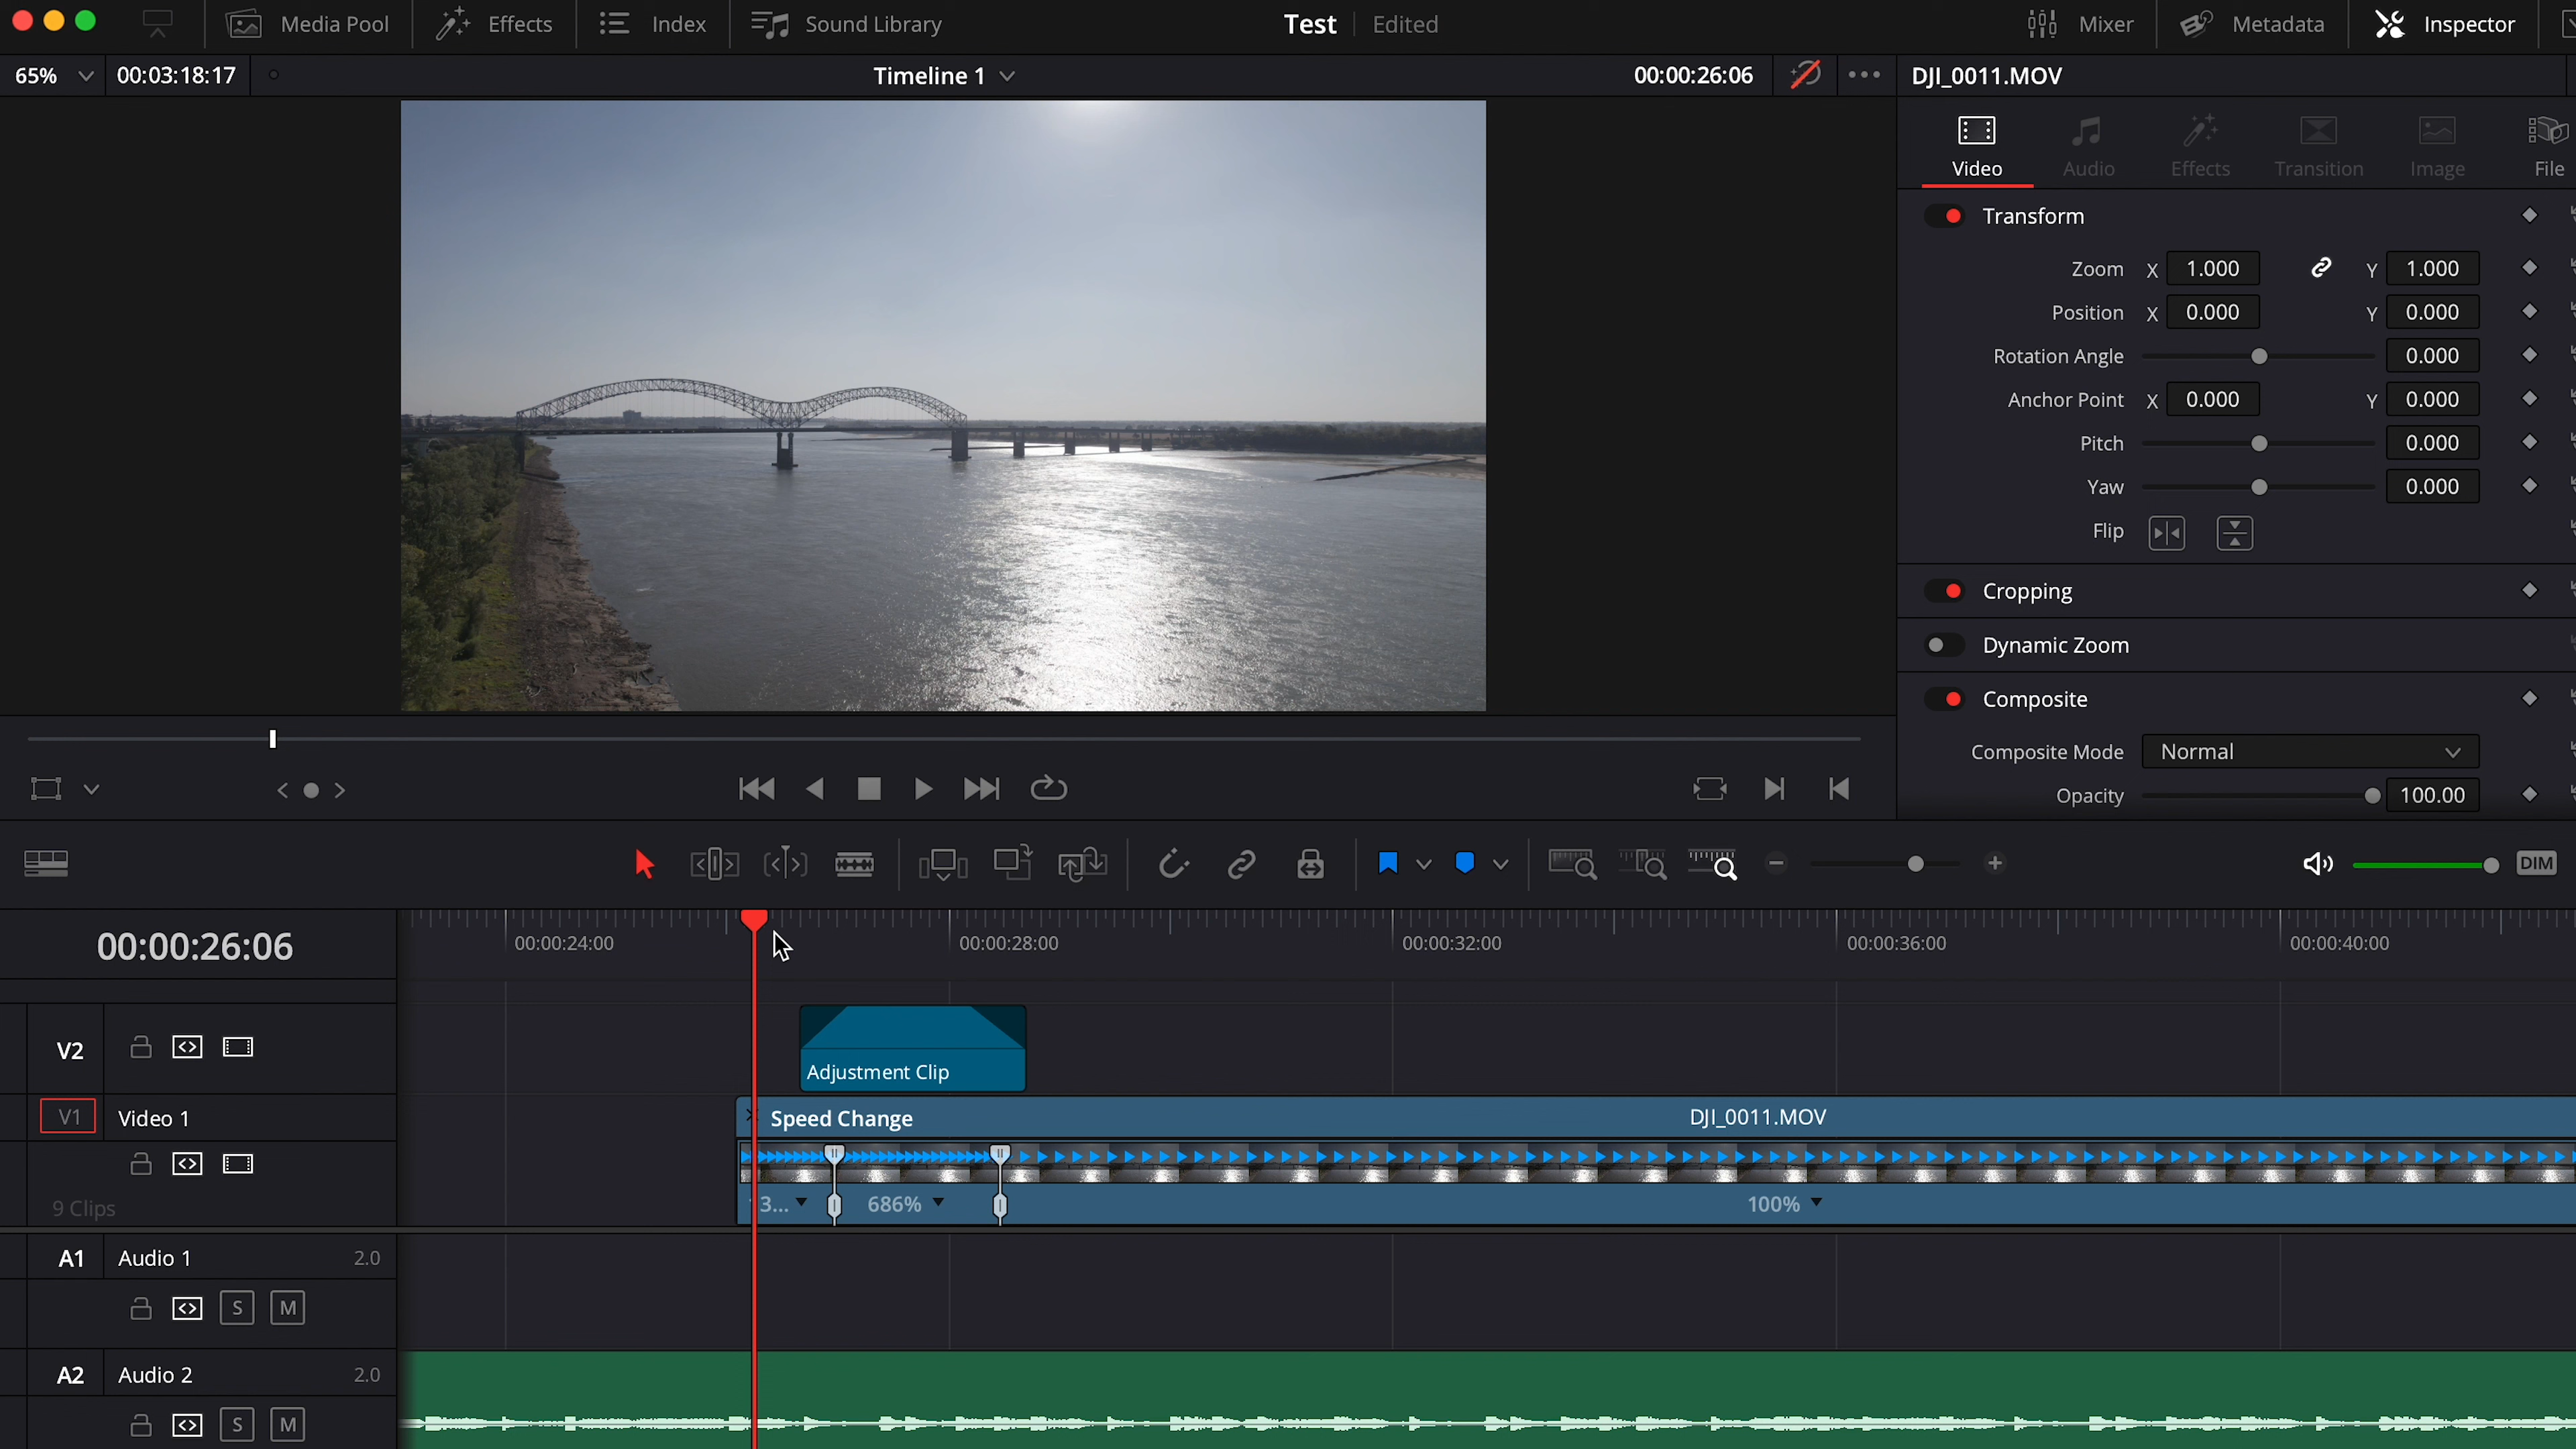 Media Pool Effects Index Sound Library Test Edited Mixer Metadata Inspector
65% 00:03:18:17 Timeline 1 00:00:26:06 DJI_0011.MOV
Video Audio Effects Transition Image File
Transform
Zoom X 1.000 Y 1.000
Position X 0.000 Y 0.000
Rotation Angle 0.000
Anchor Point X 0.000 Y 0.000
Pitch 0.000
Yaw 0.000
Flip
Cropping
Dynamic Zoom
Composite
Composite Mode Normal
Opacity 100.00
DIM
00:00:26:06 00:00:24:00 00:00:28:00 00:00:32:00 00:00:36:00 00:00:40:00
V2 Adjustment Clip
V1 Video 1 Speed Change DJI_0011.MOV
9 Clips 3... 686% 100%
A1 Audio 1 2.0
S M
A2 Audio 2 2.0
S M